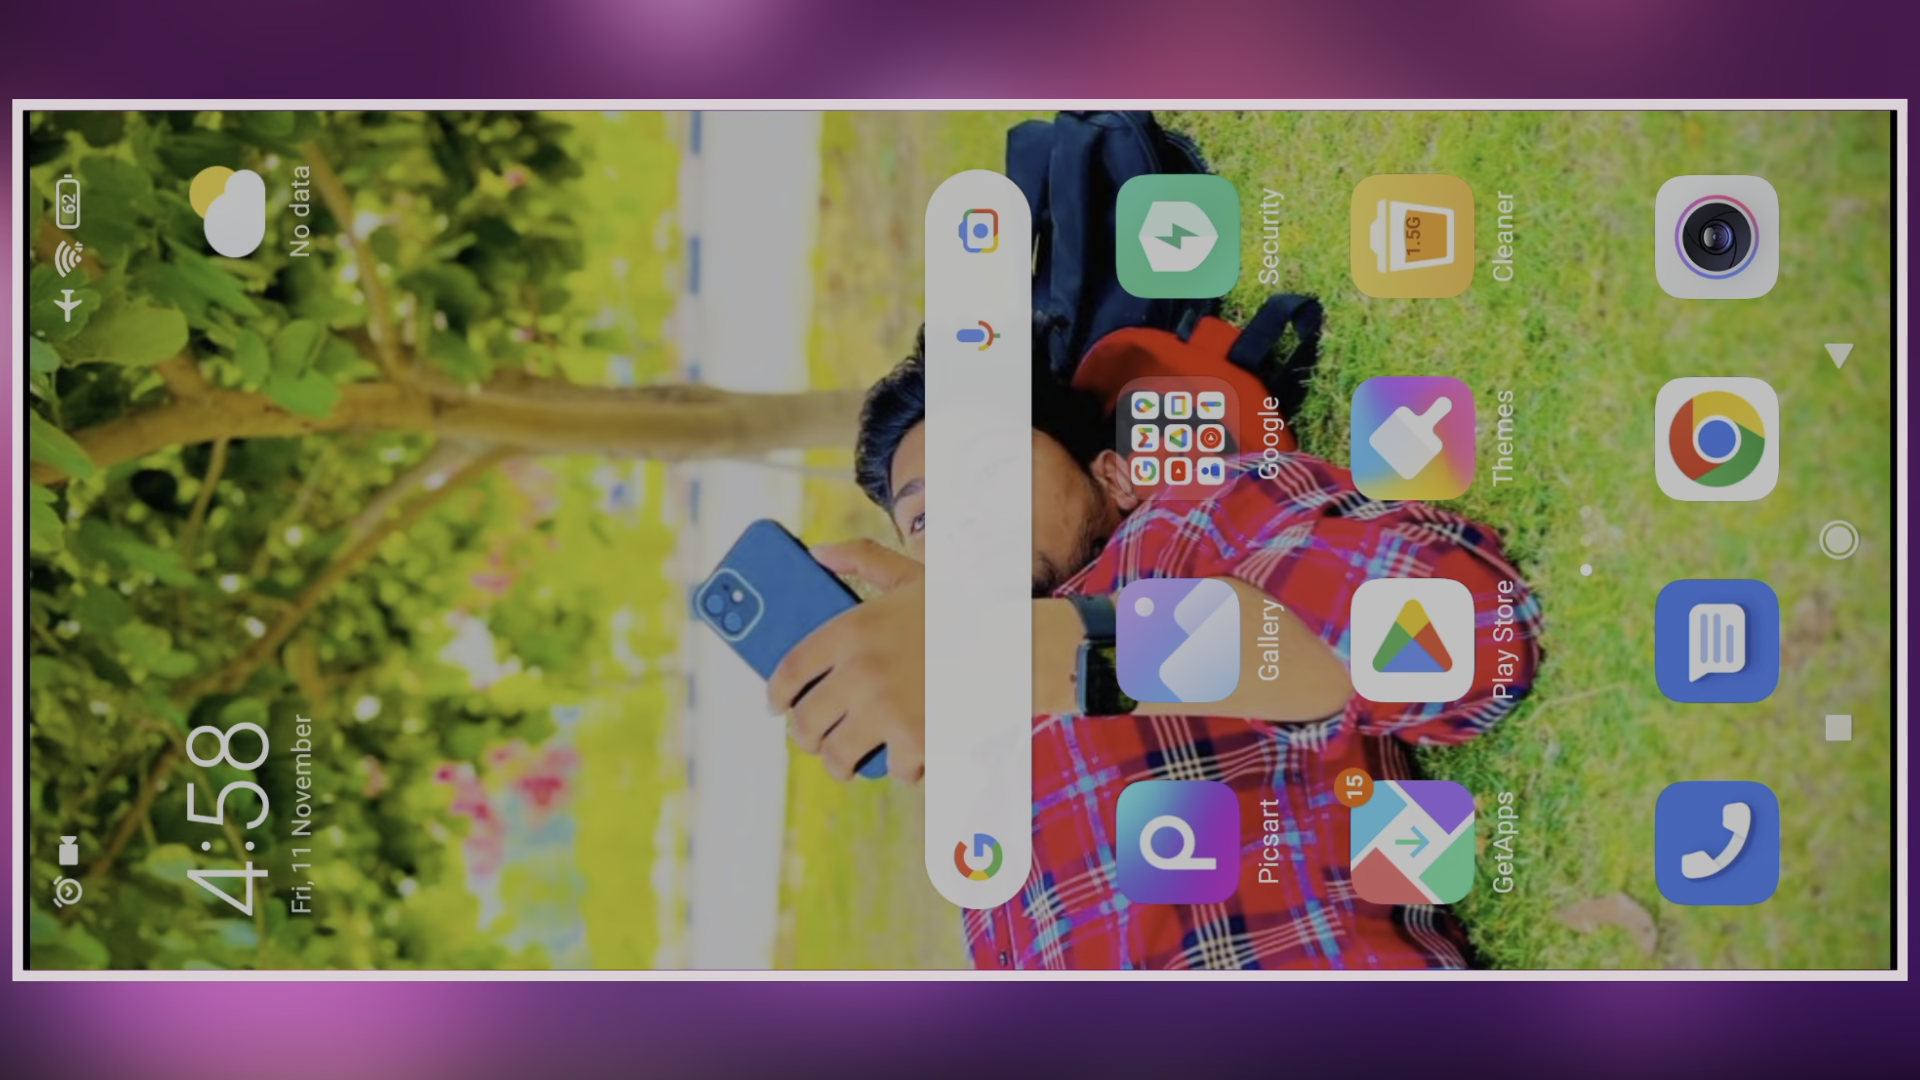 62
4:58
Fri, 11 November
No data
Picsart
Gallery
Google
Security
15
1.5G
GetApps
Play Store
Themes
Cleaner